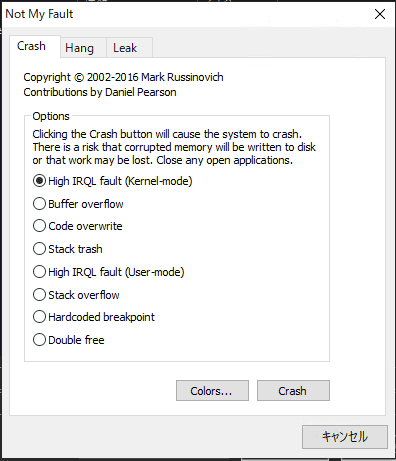 Not My Fault
Crash
Hang
Leak
Copyright © 2002-2016 Mark Russinovich
Contributions by Daniel Pearson
Options
Clicking the Crash button will cause the system to crash.
There is a risk that corrupted memory will be written to disk
or that work may be lost. Close any open applications.
High IRQL fault (Kernel-mode)
Buffer overflow
Code overwrite
Stack trash
High IRQL fault (User-mode)
Stack overflow
Hardcoded breakpoint
Double free
Colors...
Crash
キャンセル